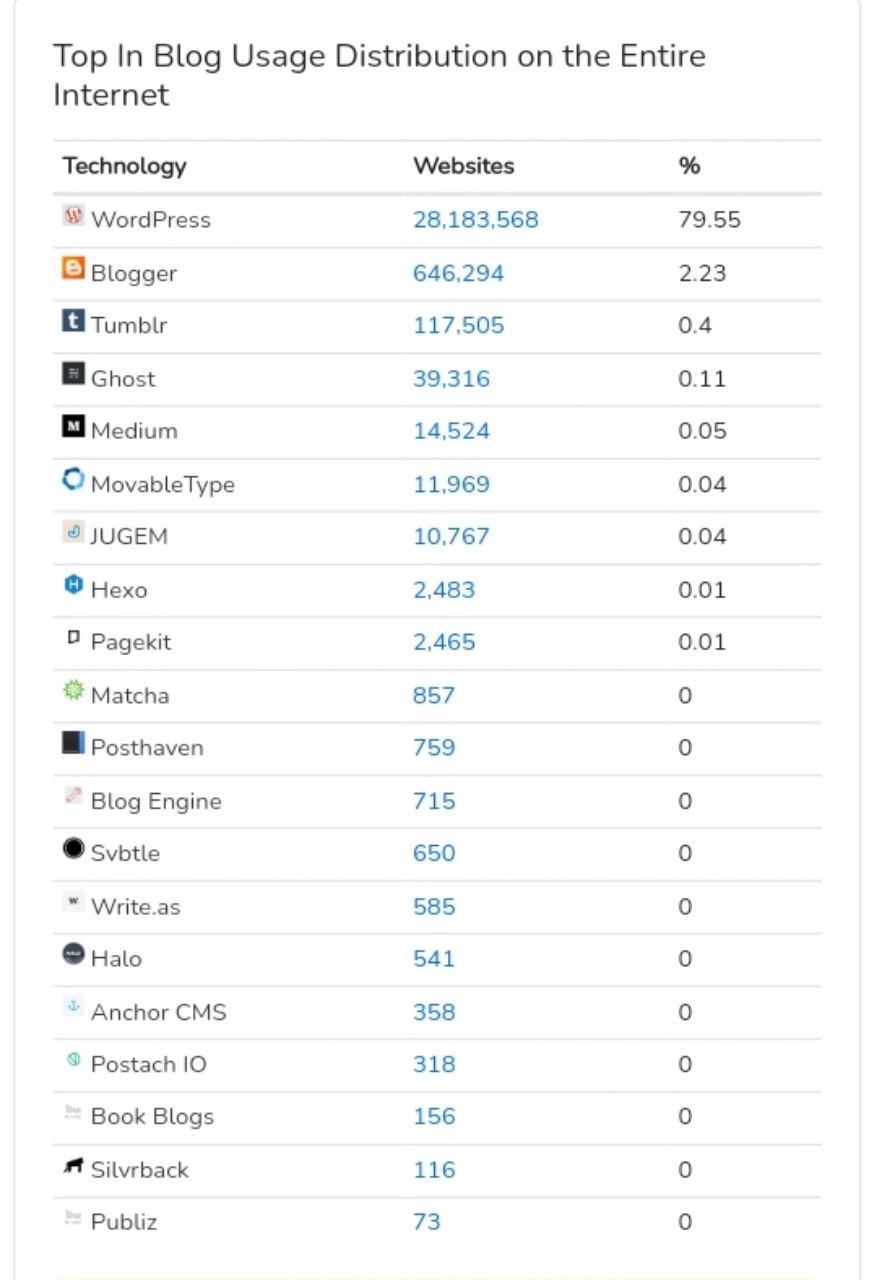 Top In Blog Usage Distribution on the Entire
Internet
Technology Websites %
WordPress 28,183,568 79.55
Blogger 646,294 2.23
Tumblr 117,505 0.4
Ghost 39,316 0.11
Medium 14,524 0.05
MovableType 11,969 0.04
JUGEM 10,767 0.04
Hexo 2,483 0.01
Pagekit 2,465 0.01
Matcha 857 0
Posthaven 759 0
Blog Engine 715 0
Svbtle 650 0
Write.as 585 0
Halo 541 0
Anchor CMS 358 0
Postach IO 318 0
Book Blogs 156 0
Silvrback 116 0
Publiz 73 0